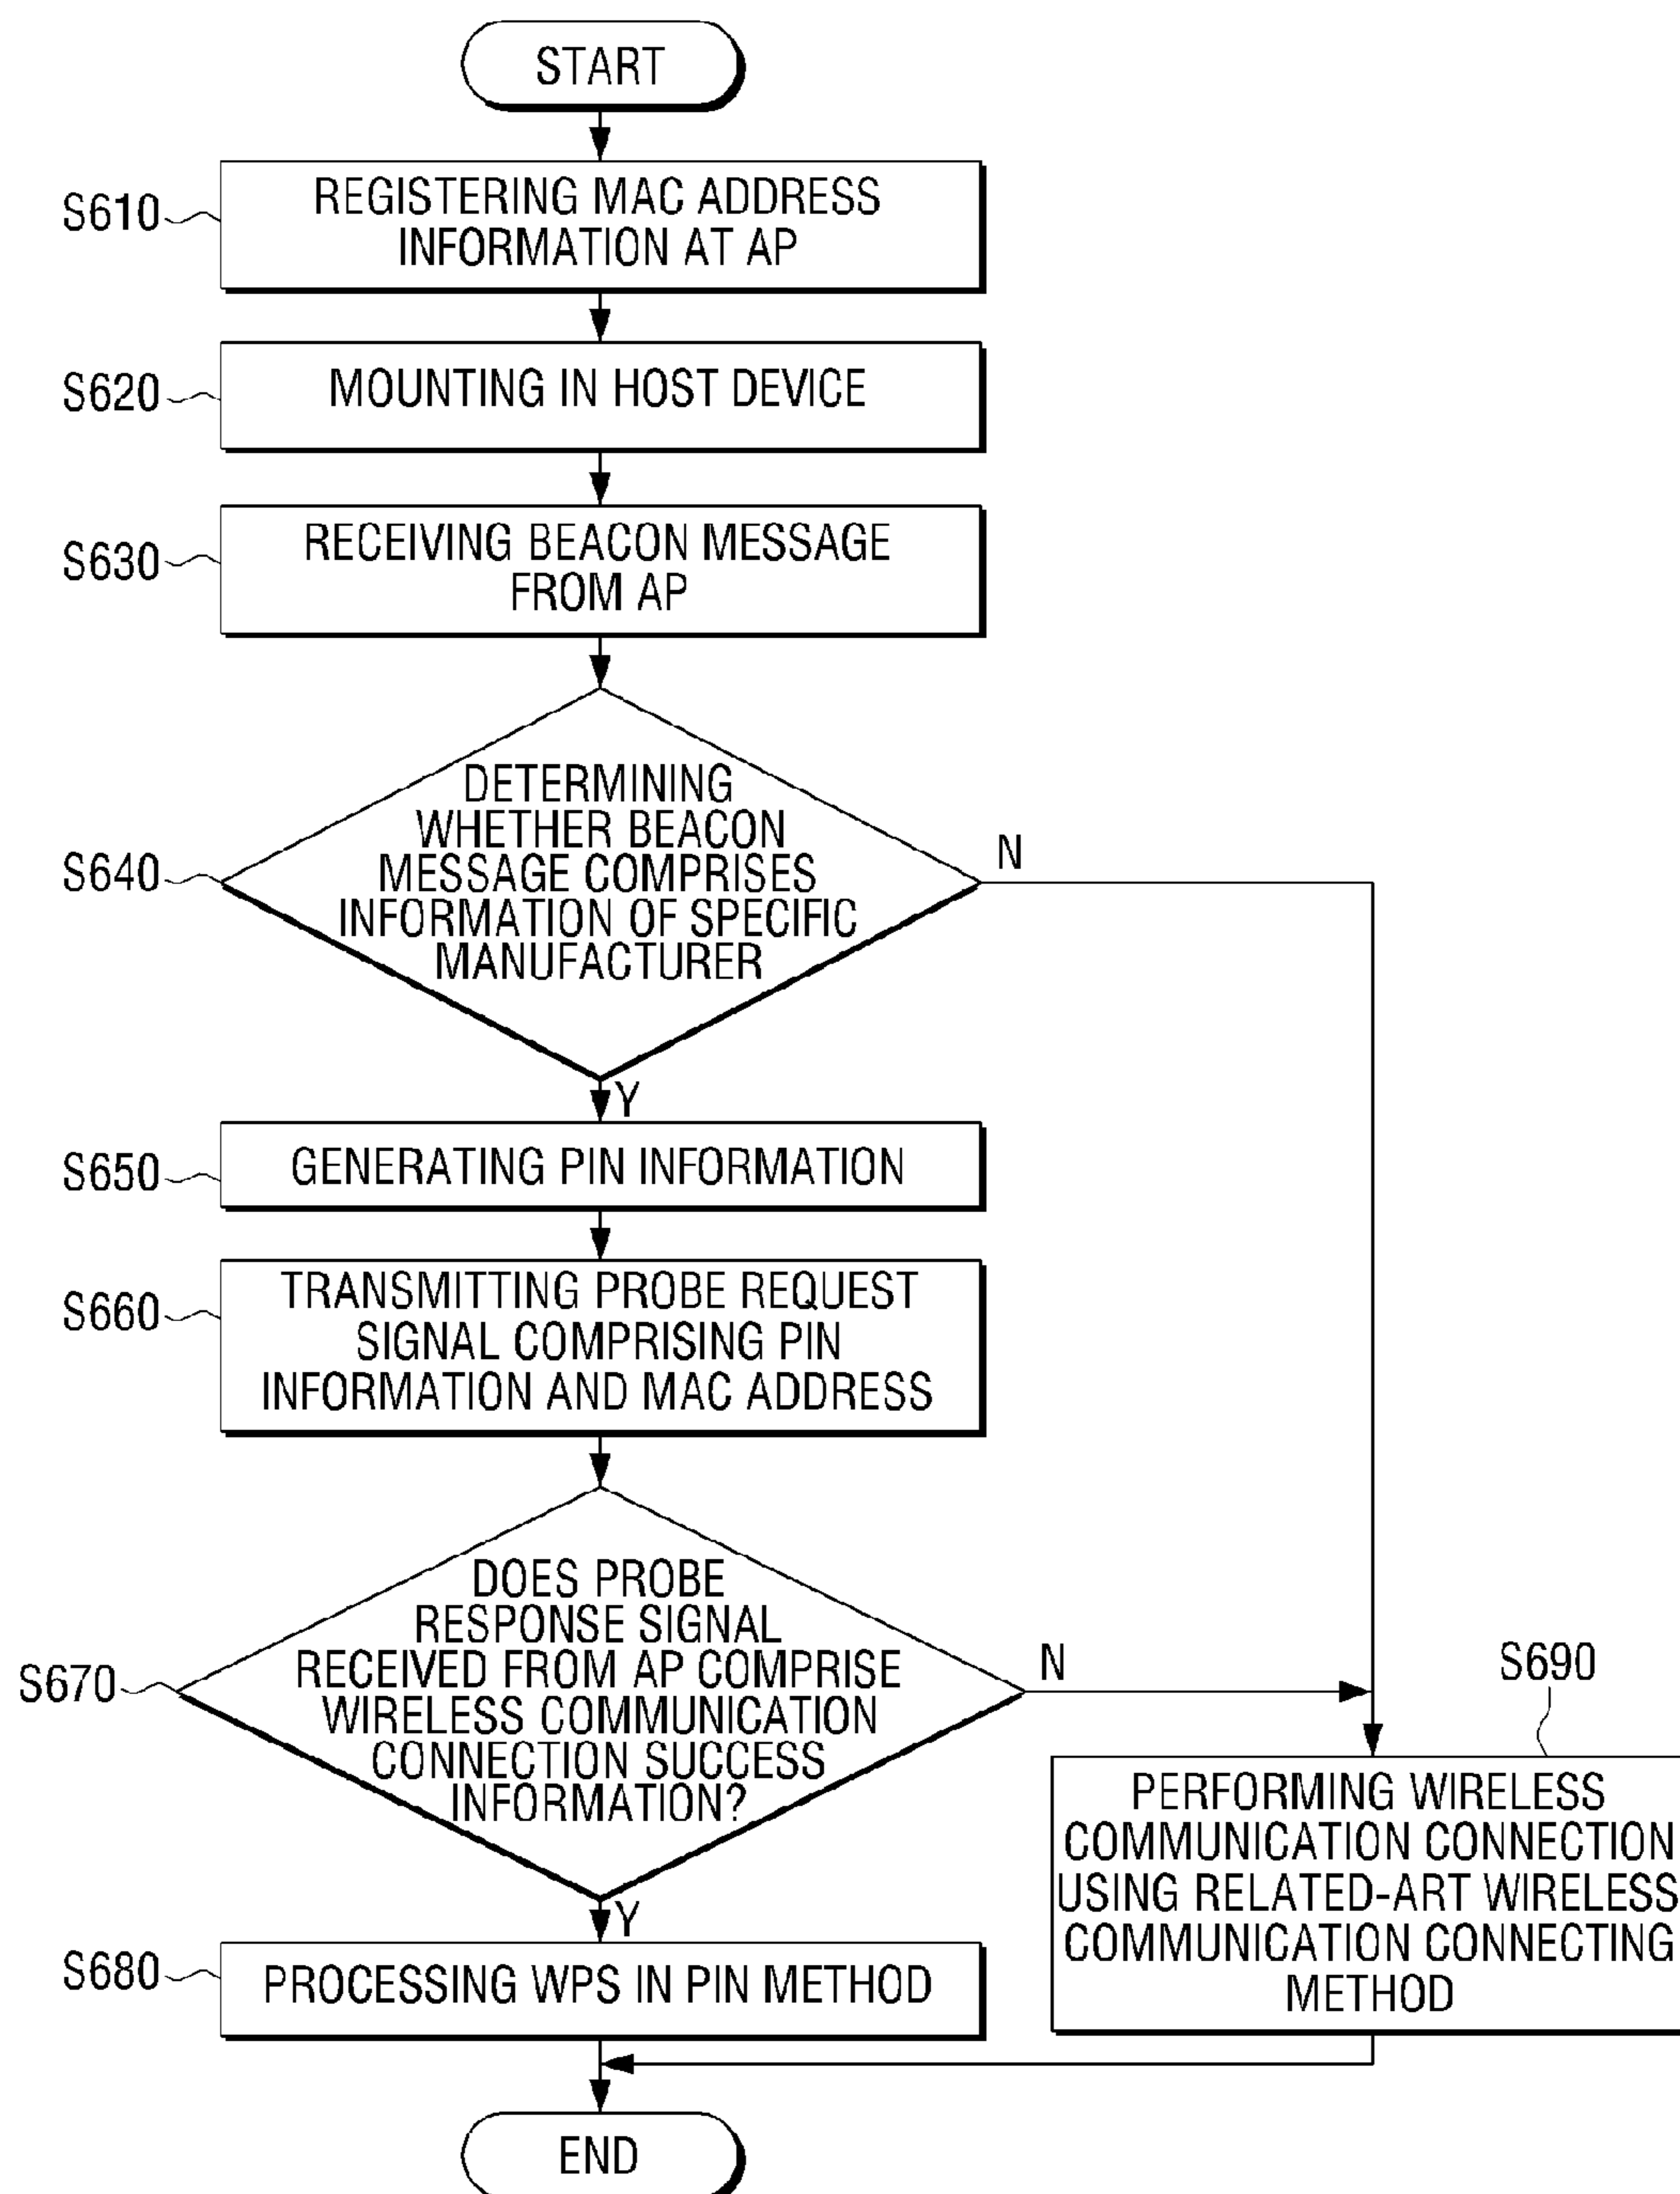 START
S610
REGISTERING MAC ADDRESS
INFORMATION AT AP
S620
MOUNTING IN HOST DEVICE
S630
RECEIVING BEACON MESSAGE
FROM AP
S640
DETERMINING
WHETHER BEACON
MESSAGE COMPRISES
INFORMATION OF SPECIFIC
MANUFACTURER
N
Y
S650
GENERATING PIN INFORMATION
S660
TRANSMITTING PROBE REQUEST
SIGNAL COMPRISING PIN
INFORMATION AND MAC ADDRESS
S670
DOES PROBE
RESPONSE SIGNAL
RECEIVED FROM AP COMPRISE
WIRELESS COMMUNICATION
CONNECTION SUCCESS
INFORMATION?
N
Y
S690
PERFORMING WIRELESS
COMMUNICATION CONNECTION
USING RELATED-ART WIRELESS
COMMUNICATION CONNECTING
METHOD
S680
PROCESSING WPS IN PIN METHOD
END